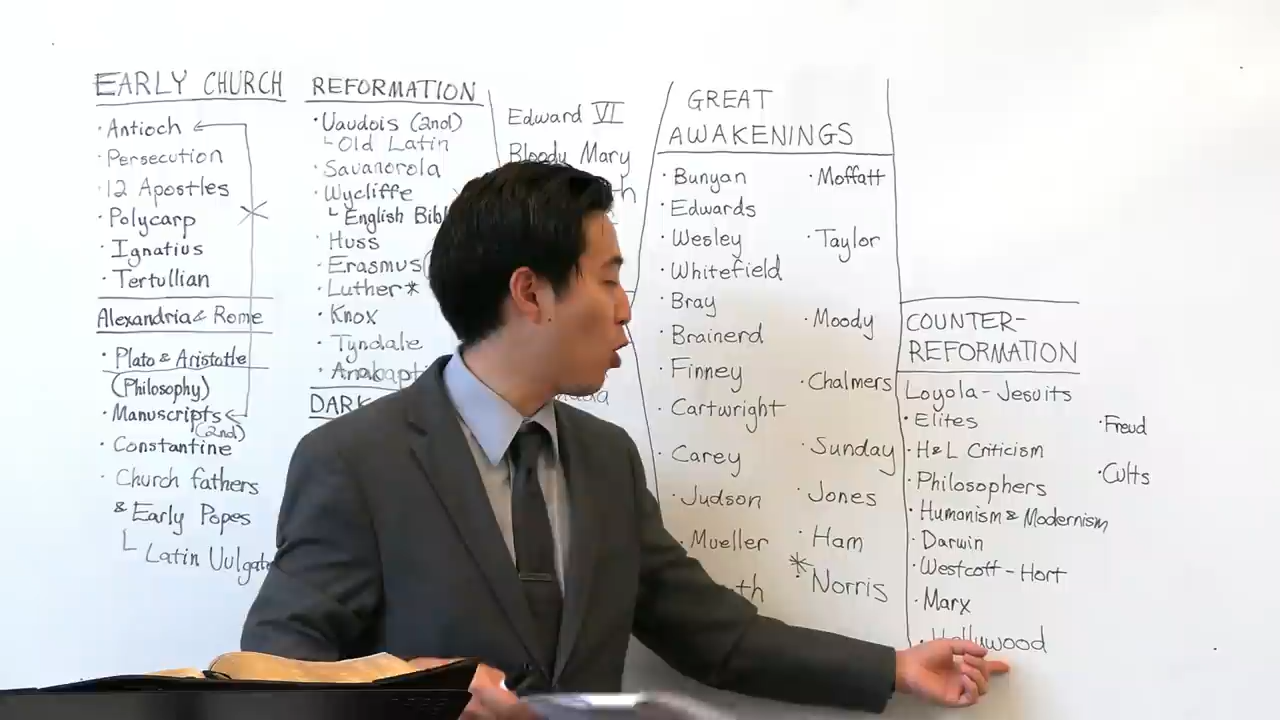 EARLY CHURCH
· Antioch
· Persecution
· 12 Apostles
· Polycarp
· Ignatius
· Tertullian
Alexandria & Rome
· Plato & Aristotle
(Philosophy)
· Manuscripts
(2nd)
· Constantine
· Church fathers
& Early Popes
Latin
REFORMATION
· Vaudois (2nd)
Old Latin
· Savanorola
· Wycliffe
English
· Huss
· Erasmus
· Luther *
· Knox
· Tyndale
DARK
Edward VI
Bloody Mary
GREAT
AWAKENINGS
· Bunyan
· Edwards
· Wesley
· Whitefield
· Bray
· Brainerd
· Finney
· Cartwright
· Carey
· Judson
· Mueller
· Moffatt
· Taylor
· Moody
· Chalmers
· Sunday
· Jones
· Ham
* Norris
COUNTER-
REFORMATION
Loyola - Jesuits
· Elites
· H&L Criticism
· Philosophers
· Humanism & Modernism
· Darwin
· Westcott - Hort
· Marx
· Hollywood
· Freud
· Cults